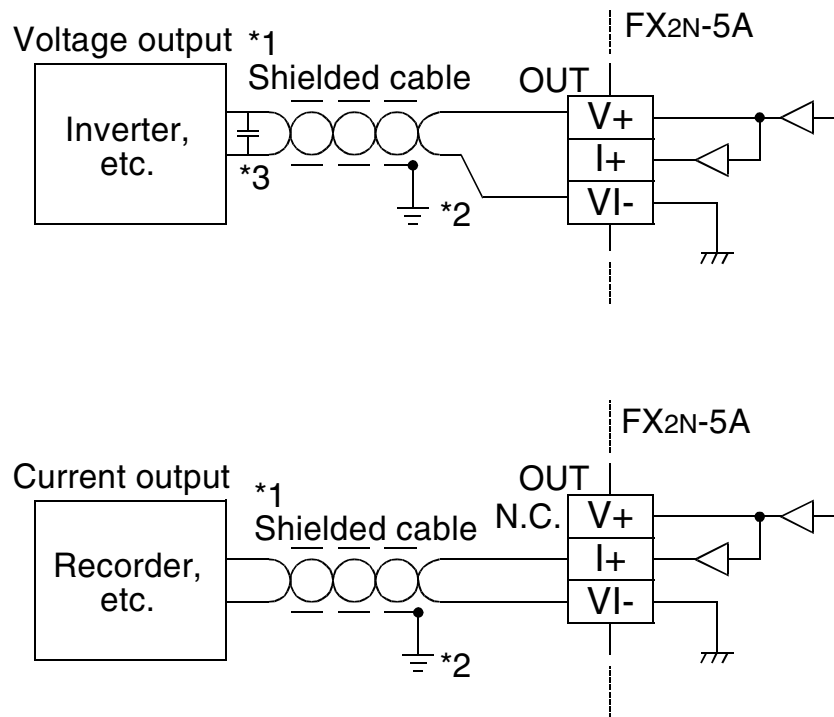 FX2N-5A
Voltage output *1
Shielded cable
OUT
Inverter,
etc.
V+
I+
VI-
*3
*2
FX2N-5A
Current output
*1
OUT
Shielded cable
N.C.
V+
Recorder,
etc.
I+
VI-
*2